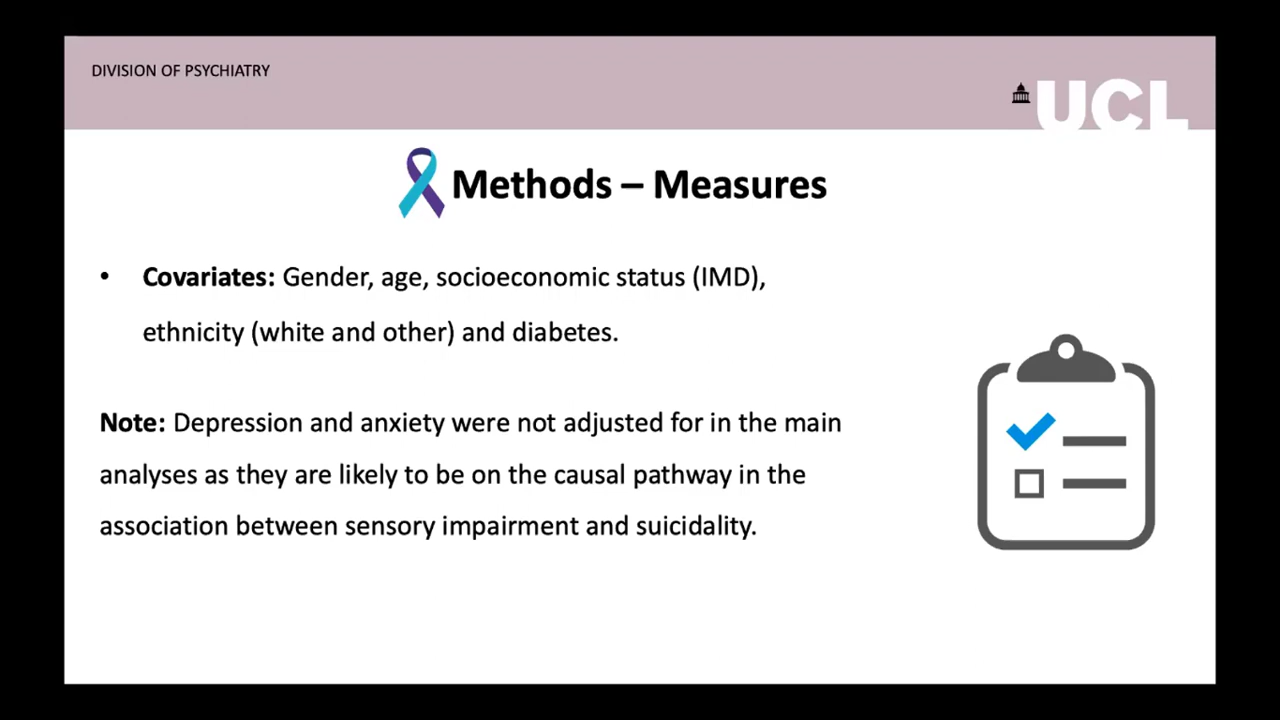 DIVISION OF PSYCHIATRY
UCL
Methods – Measures
• Covariates: Gender, age, socioeconomic status (IMD),
ethnicity (white and other) and diabetes.
Note: Depression and anxiety were not adjusted for in the main
analyses as they are likely to be on the causal pathway in the
association between sensory impairment and suicidality.